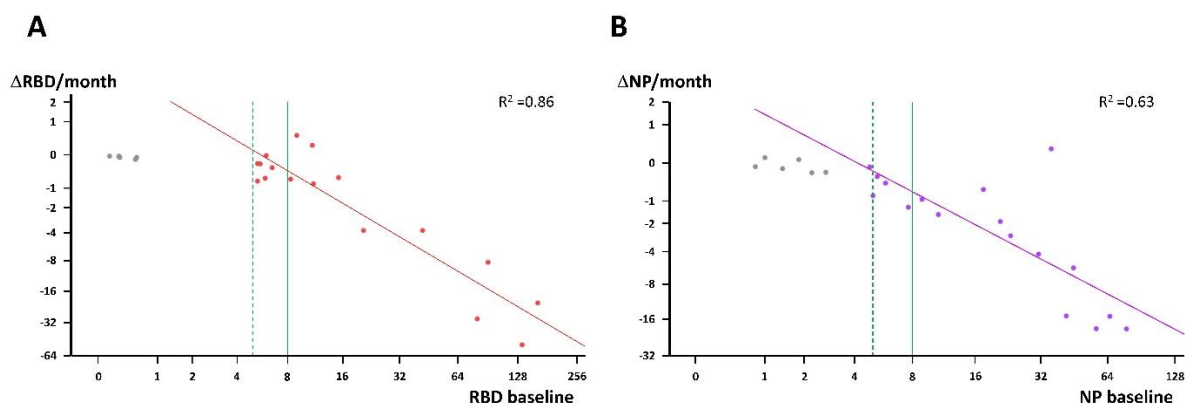 A
ΔRBD/month
R² =0.86
2
1
0
-1
-2
-4
-8
-16
-32
-64
0 1 2 4 8 16 32 64 128 256
RBD baseline
B
ΔNP/month
R² =0.63
2
1
0
-1
-2
-4
-8
-16
-32
0 1 2 4 8 16 32 64 128
NP baseline